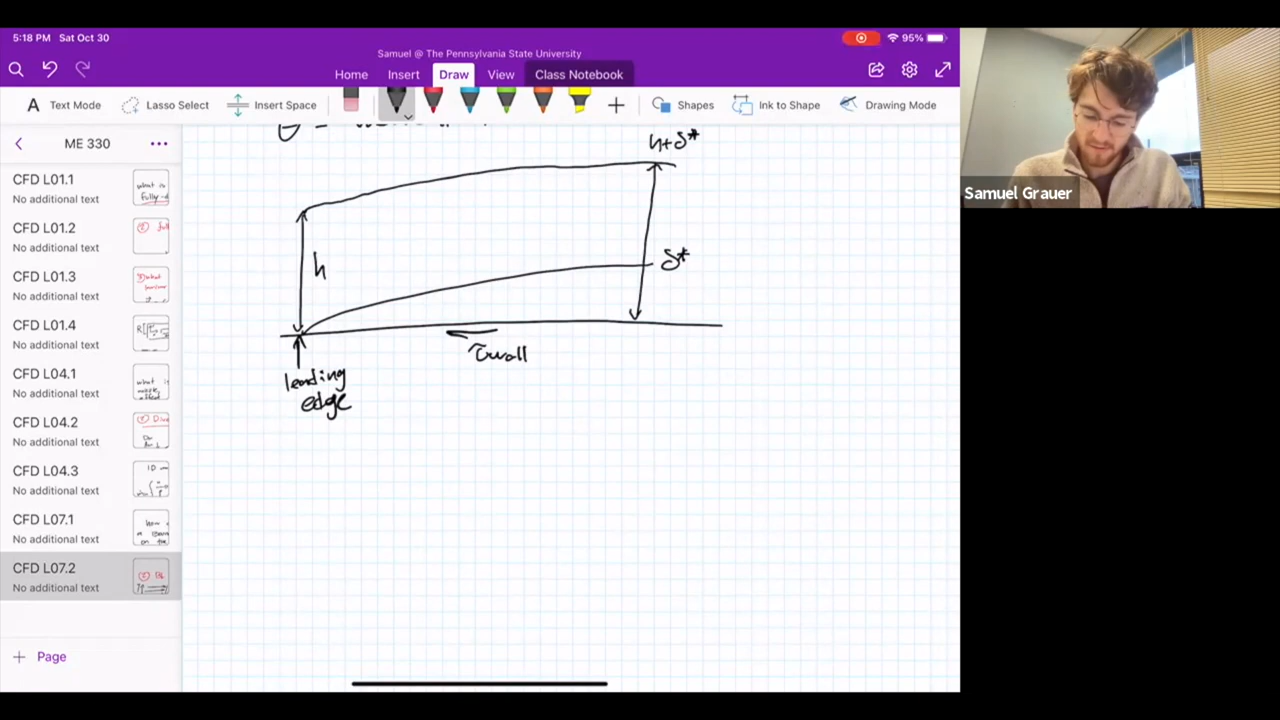 5:18 PM Sat Oct 30
95%
Samuel @ The Pennsylvania State University
Home Insert Draw View Class Notebook
A Text Mode Lasso Select Insert Space Shapes Ink to Shape Drawing Mode
ME 330
CFD L01.1
No additional text
CFD L01.2
No additional text
CFD L01.3
No additional text
CFD L01.4
No additional text
CFD L04.1
No additional text
CFD L04.2
No additional text
CFD L04.3
No additional text
CFD L07.1
No additional text
CFD L07.2
No additional text
Page
h+δ*
h
δ*
τwall
leading
edge
Samuel Grauer